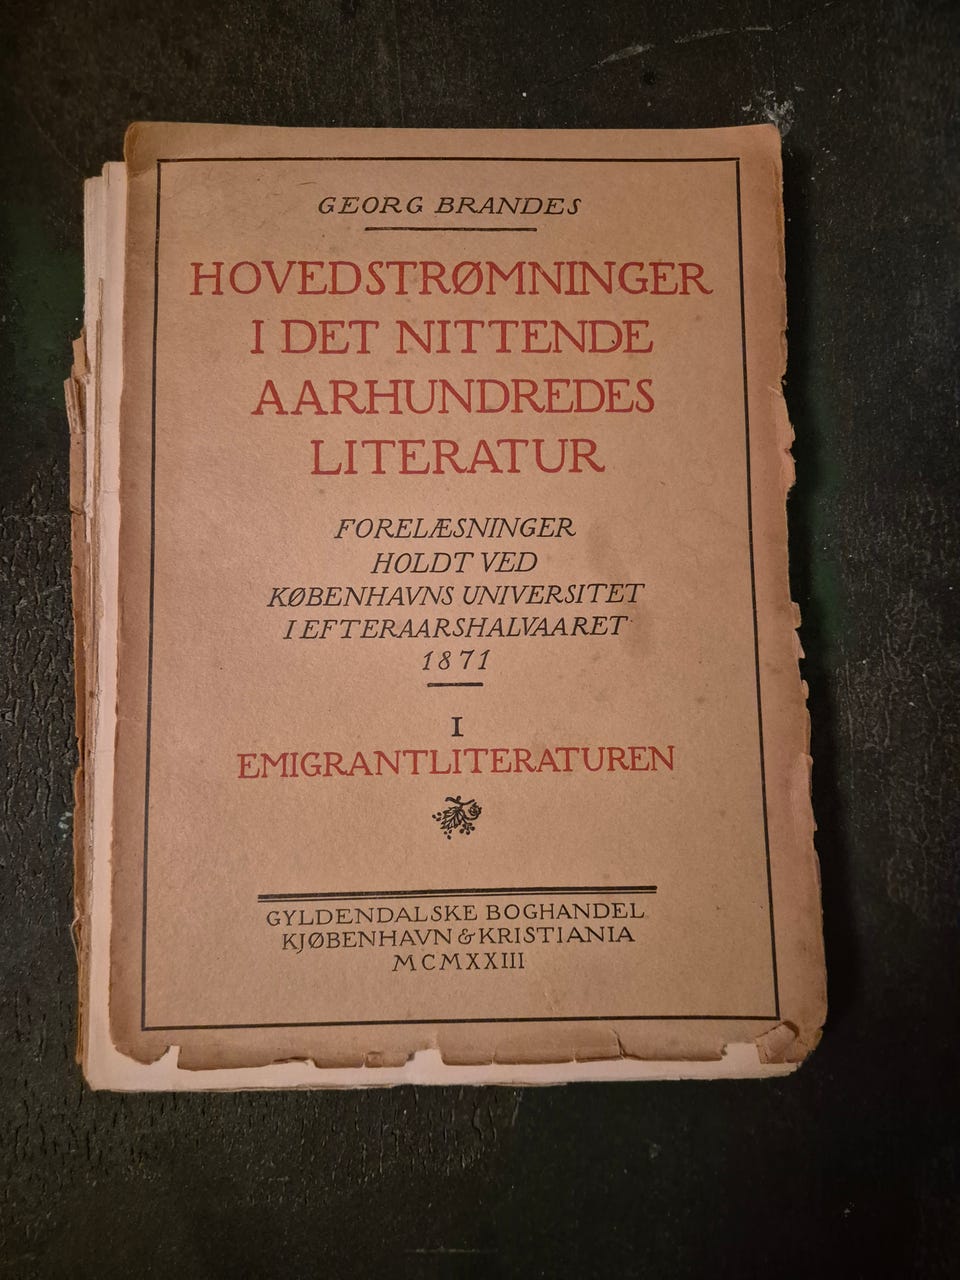 GEORG BRANDES
HOVEDSTRØMNINGER
I DET NITTENDE
AARHUNDREDES
LITERATUR
FORELÆSNINGER
HOLDT VED
KØBENHAVNS UNIVERSITET
I EFTERAARSHALVAARET
1871
I
EMIGRANTLITERATUREN
GYLDENDALSKE BOGHANDEL
KJØBENHAVN & KRISTIANIA
MCMXXIII